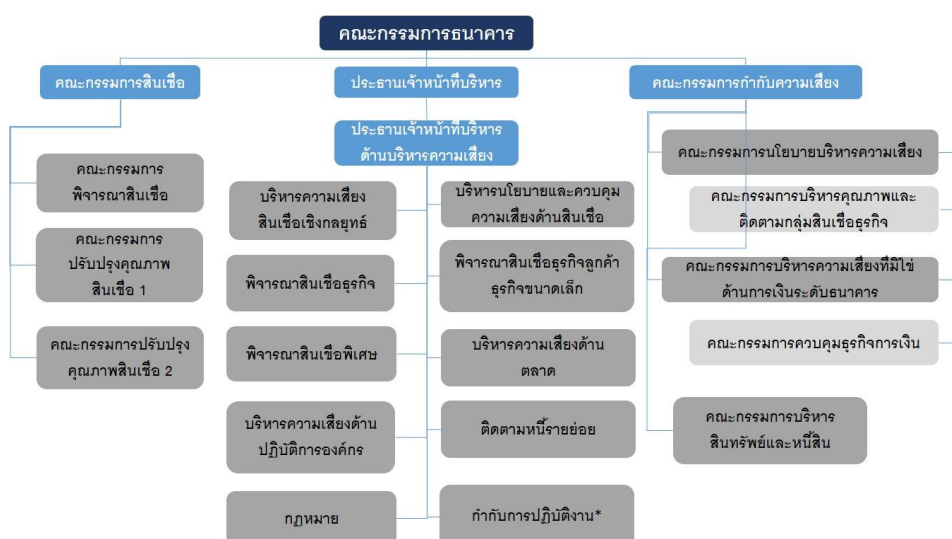 คณะกรรมการธนาคาร
คณะกรรมการสินเชื่อ
ประธานเจ้าหน้าที่บริหาร
คณะกรรมการกำกับความเสี่ยง
ประธานเจ้าหน้าที่บริหาร
ด้านบริหารความเสี่ยง
คณะกรรมการ
พิจารณาสินเชื่อ
คณะกรรมการ
ปรับปรุงคุณภาพ
สินเชื่อ 1
คณะกรรมการปรับปรุง
คุณภาพสินเชื่อ 2
บริหารความเสี่ยง
สินเชื่อเชิงกลยุทธ์
บริหารนโยบายและควบคุม
ความเสี่ยงด้านสินเชื่อ
พิจารณาสินเชื่อธุรกิจ
พิจารณาสินเชื่อธุรกิจลูกค้า
ธุรกิจขนาดเล็ก
พิจารณาสินเชื่อพิเศษ
บริหารความเสี่ยงด้าน
ตลาด
บริหารความเสี่ยงด้าน
ปฏิบัติการองค์กร
ติดตามหนี้รายย่อย
กฎหมาย
กำกับการปฏิบัติงาน*
คณะกรรมการนโยบายบริหารความเสี่ยง
คณะกรรมการบริหารคุณภาพและ
ติดตามกลุ่มสินเชื่อธุรกิจ
คณะกรรมการบริหารความเสี่ยงที่มิใช่
ด้านการเงินระดับธนาคาร
คณะกรรมการควบคุมธุรกิจการเงิน
คณะกรรมการบริหาร
สินทรัพย์และหนี้สิน